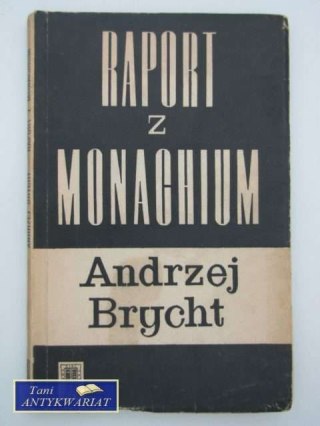 RAPORT
Z
MONACHIUM
Andrzej
Brycht
Tani
ANTYKWARIAT